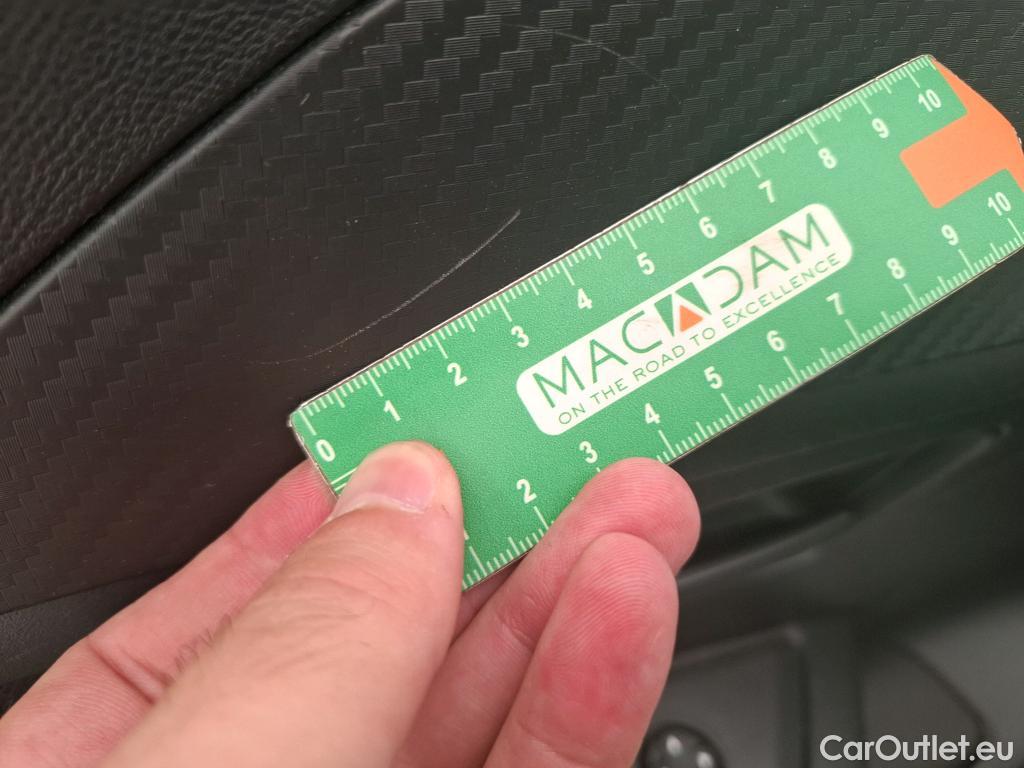 0 1 2 3 4 5 6 7 8 9 10
MACADAM
ON THE ROAD TO EXCELLENCE
2 3 4 5 6 7 8 9 10
CarOutlet.eu